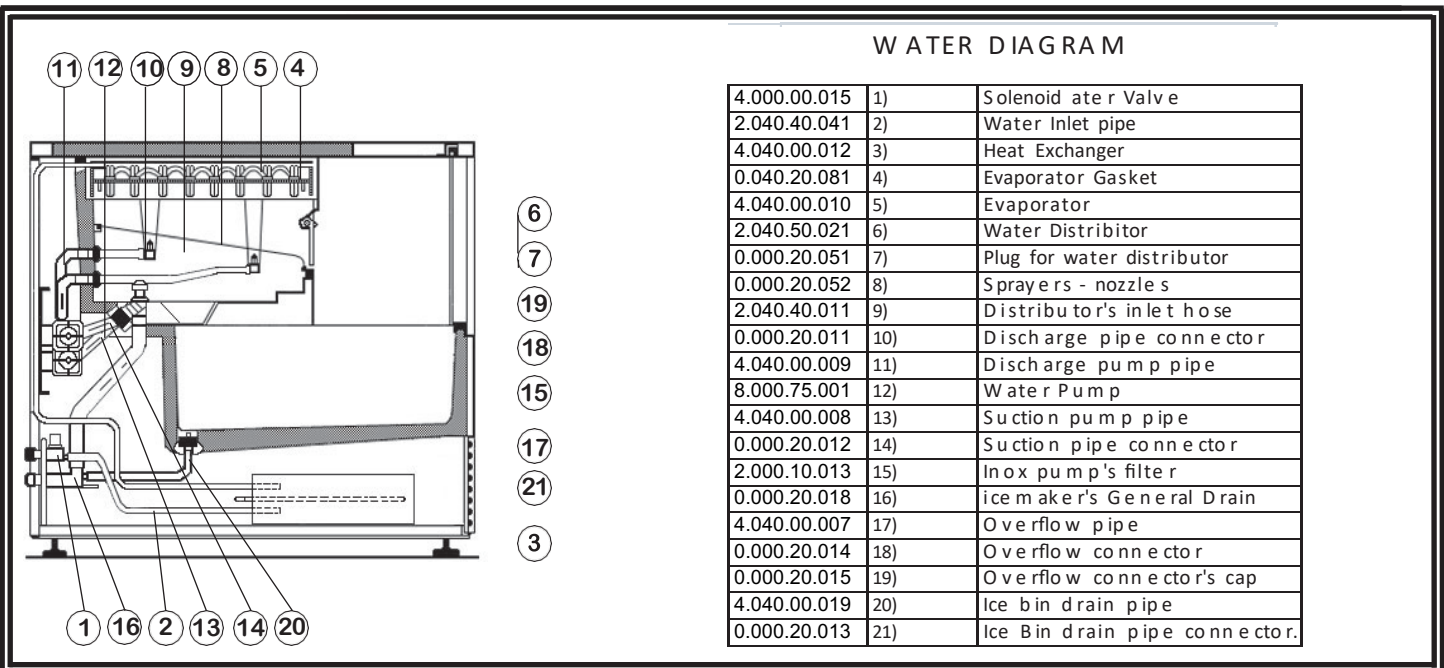 WATER DIAGRAM
11 12 10 9 8 5 4
6
7
19
18
15
17
21
3
1 16 2 13 14 20
4.000.00.015 1) Solenoid ater Valve
2.040.40.041 2) Water Inlet pipe
4.040.00.012 3) Heat Exchanger
0.040.20.081 4) Evaporator Gasket
4.040.00.010 5) Evaporator
2.040.50.021 6) Water Distribitor
0.000.20.051 7) Plug for water distributor
0.000.20.052 8) Sprayers - nozzles
2.040.40.011 9) Distributor's inlet hose
0.000.20.011 10) Discharge pipe connector
4.040.00.009 11) Discharge pump pipe
8.000.75.001 12) Water Pump
4.040.00.008 13) Suction pump pipe
0.000.20.012 14) Suction pipe connector
2.000.10.013 15) Inox pump's filter
0.000.20.018 16) icemaker's General Drain
4.040.00.007 17) Overflow pipe
0.000.20.014 18) Overflow connector
0.000.20.015 19) Overflow connector's cap
4.040.00.019 20) Ice bin drain pipe
0.000.20.013 21) Ice Bin drain pipe connector.